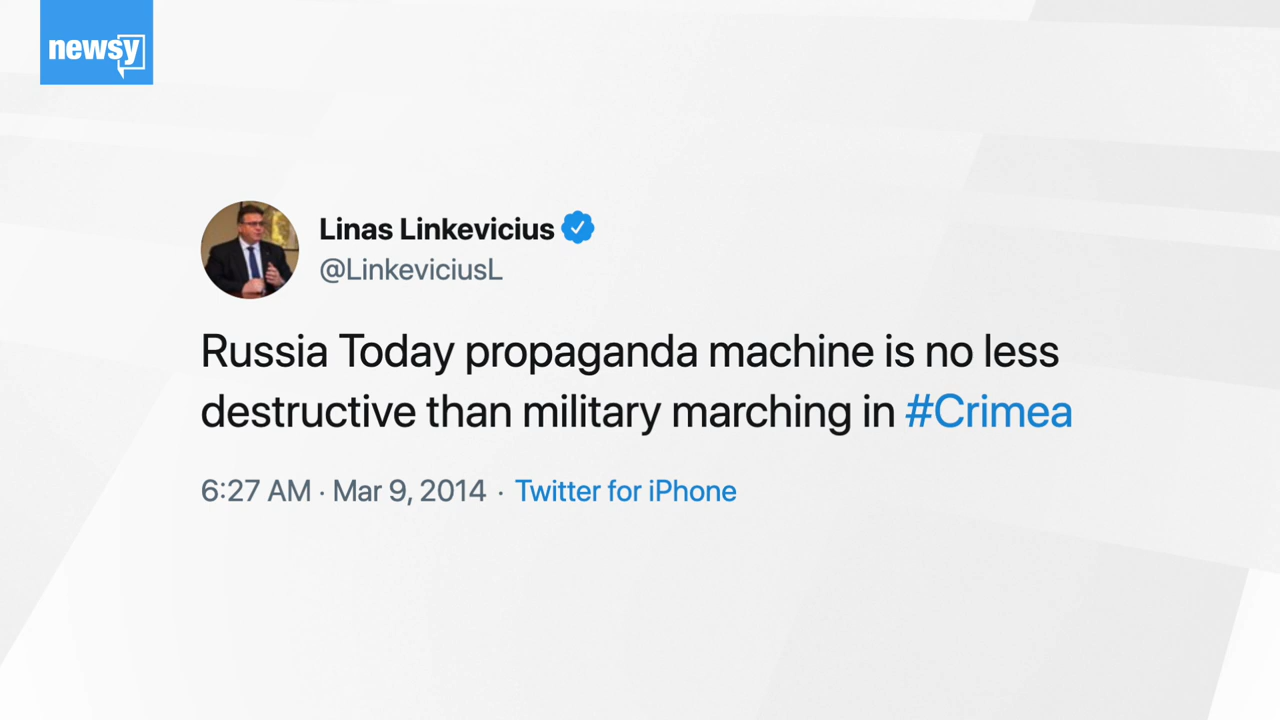 newsy
Linas Linkevicius
@LinkeviciusL
Russia Today propaganda machine is no less
destructive than military marching in #Crimea
6:27 AM · Mar 9, 2014 · Twitter for iPhone